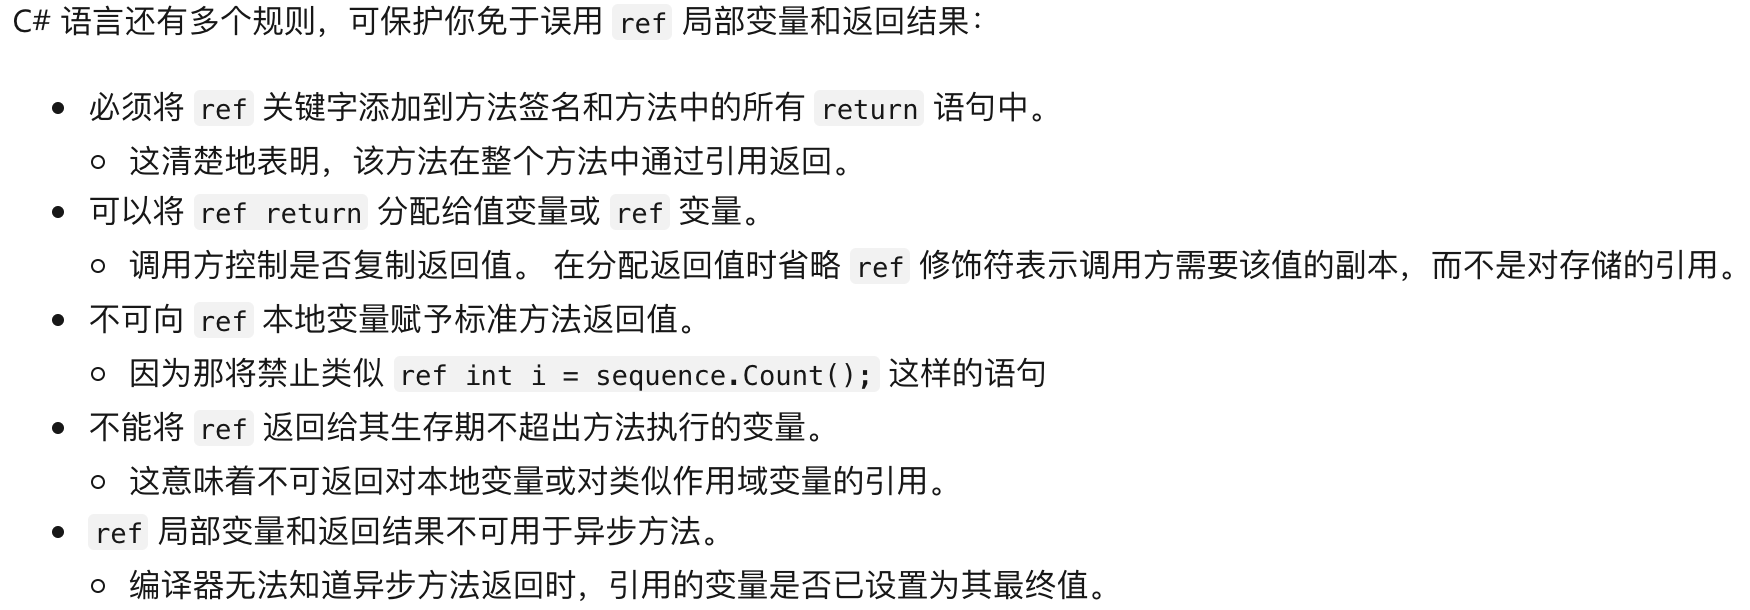 C# 语言还有多个规则，可保护你免于误用 ref 局部变量和返回结果：
必须将 ref 关键字添加到方法签名和方法中的所有 return 语句中。
这清楚地表明，该方法在整个方法中通过引用返回。
可以将 ref return 分配给值变量或 ref 变量。
调用方控制是否复制返回值。 在分配返回值时省略 ref 修饰符表示调用方需要该值的副本，而不是对存储的引用。
不可向 ref 本地变量赋予标准方法返回值。
因为那将禁止类似 ref int i = sequence.Count(); 这样的语句
不能将 ref 返回给其生存期不超出方法执行的变量。
这意味着不可返回对本地变量或对类似作用域变量的引用。
ref 局部变量和返回结果不可用于异步方法。
编译器无法知道异步方法返回时，引用的变量是否已设置为其最终值。